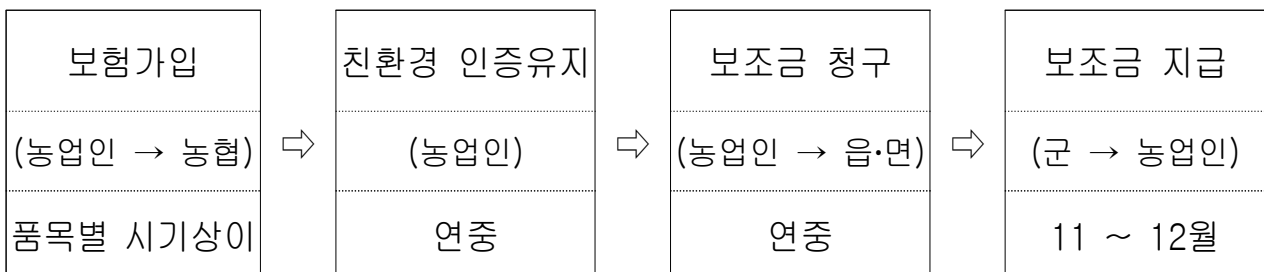 보험가입 ⇨ 친환경 인증유지 ⇨ 보조금 청구 ⇨ 보조금 지급
(농업인 → 농협) (농업인) (농업인 → 읍·면) (군 → 농업인)
품목별 시기상이 연중 연중 11 ~ 12월